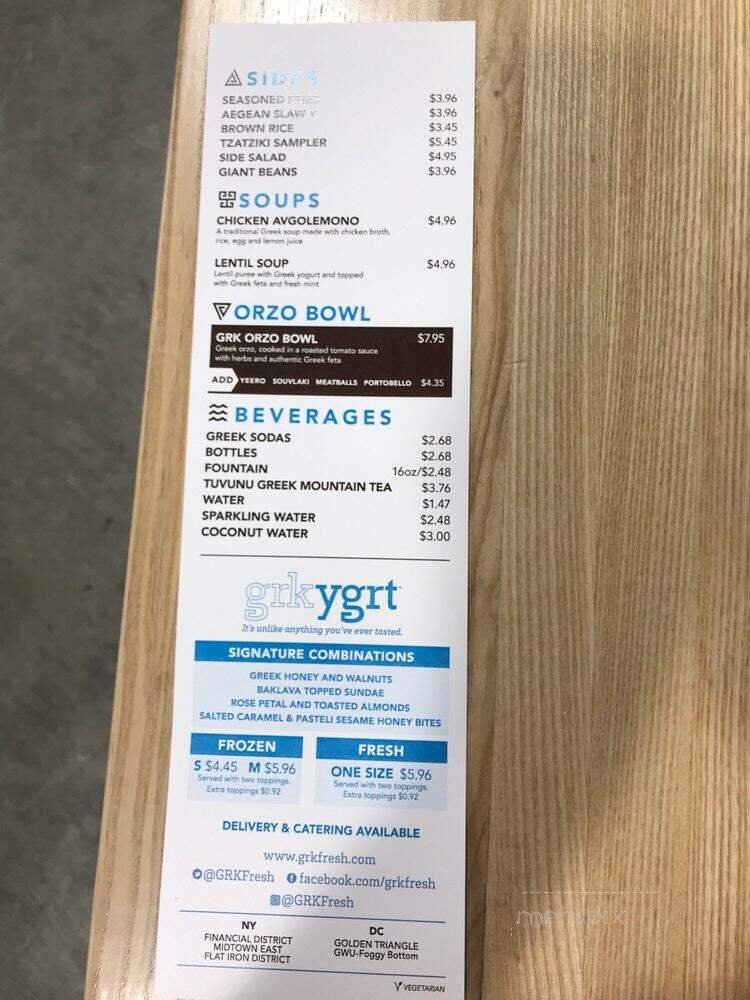 SIDES
SEASONED FRIES $3.96
AEGEAN SLAW V $3.96
BROWN RICE $3.45
TZATZIKI SAMPLER $5.45
SIDE SALAD $4.95
GIANT BEANS $3.96
SOUPS
CHICKEN AVGOLEMONO $4.96
A traditional Greek soup made with chicken broth,
rice, egg and lemon juice
LENTIL SOUP $4.96
Lentil puree with Greek yogurt and topped
with Greek feta and fresh mint
ORZO BOWL
GRK ORZO BOWL $7.95
Greek orzo, cooked in a roasted tomato sauce
with herbs and authentic Greek feta
ADD YEERO SOUVLAKI MEATBALLS PORTOBELLO $4.35
BEVERAGES
GREEK SODAS $2.68
BOTTLES $2.68
FOUNTAIN 16oz/$2.48
TUVUNU GREEK MOUNTAIN TEA $3.76
WATER $1.47
SPARKLING WATER $2.48
COCONUT WATER $3.00
grkygrt
It's unlike anything you've ever tasted.
SIGNATURE COMBINATIONS
GREEK HONEY AND WALNUTS
BAKLAVA TOPPED SUNDAE
ROSE PETAL AND TOASTED ALMONDS
SALTED CARAMEL & PASTELI SESAME HONEY BITES
FROZEN
S $4.45 M $5.96
Served with two toppings.
Extra toppings $0.92
FRESH
ONE SIZE $5.96
Served with two toppings.
Extra toppings $0.92
DELIVERY & CATERING AVAILABLE
www.grkfresh.com
@GRKFresh facebook.com/grkfresh
@GRKFresh
NY
FINANCIAL DISTRICT
MIDTOWN EAST
FLAT IRON DISTRICT
DC
GOLDEN TRIANGLE
GWU-Foggy Bottom
V VEGETARIAN